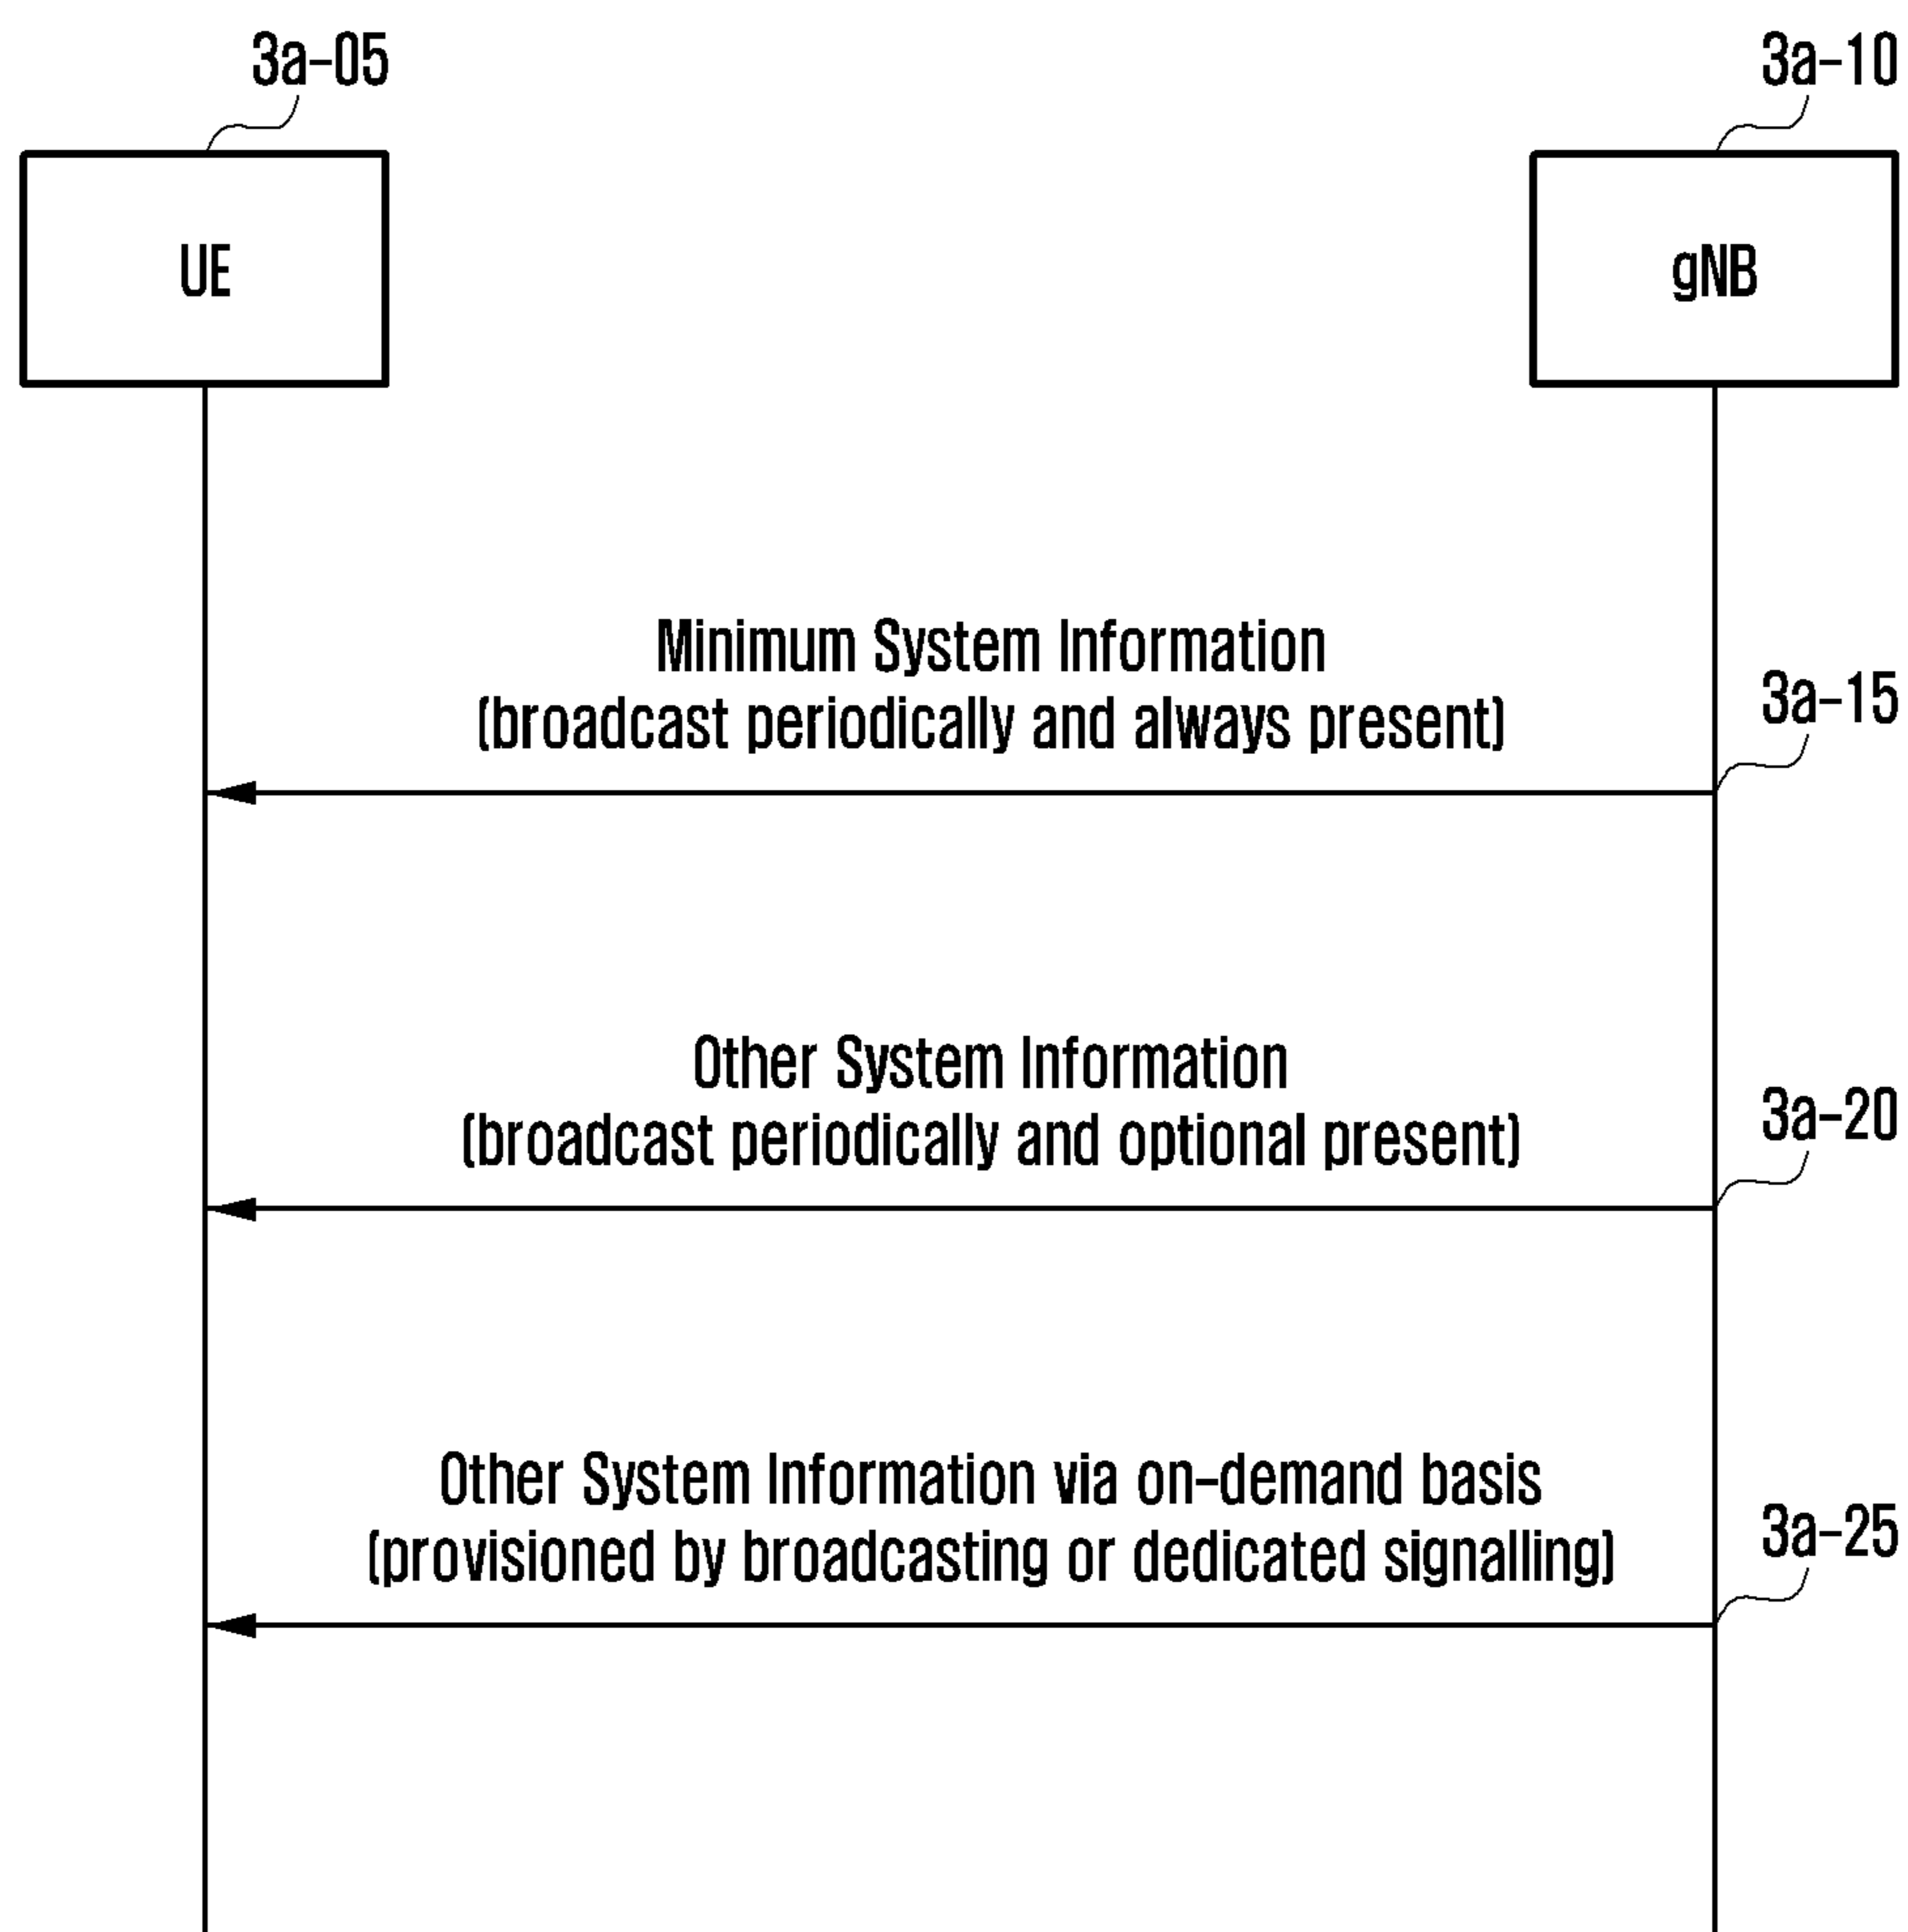 3a-05
3a-10
UE
gNB
Minimum System Information
(broadcast periodically and always present)
3a-15
Other System Information
(broadcast periodically and optional present)
3a-20
Other System Information via on-demand basis
(provisioned by broadcasting or dedicated signalling)
3a-25